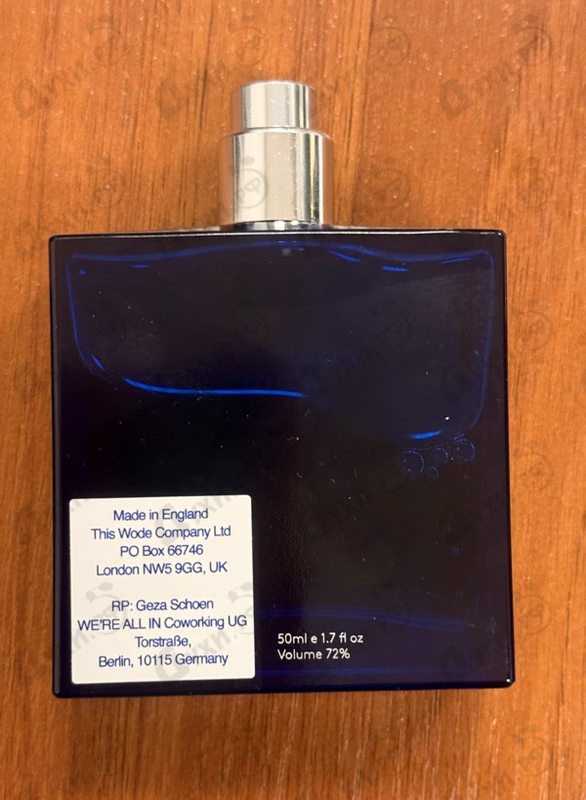 Made in England
This Wode Company Ltd
PO Box 66746
London NW5 9GG, UK
RP: Geza Schoen
WE'RE ALL IN Coworking UG
Torstraße,
Berlin, 10115 Germany
50ml e 1.7 fl oz
Volume 72%